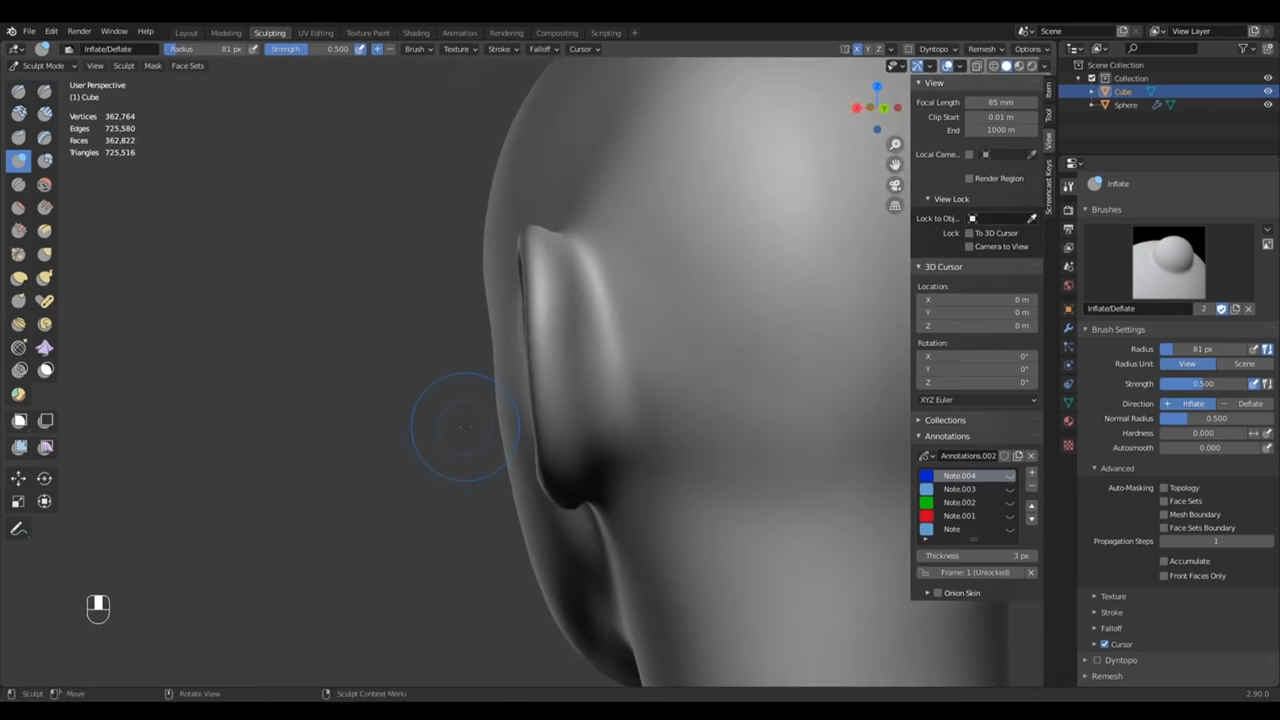 File Edit Render Window Help Layout Modeling Sculpting UV Editing Texture Paint Shading Animation Rendering Compositing Scripting + Scene View Layer
Inflate/Deflate Radius 81 px Strength 0.500 + − Brush Texture Stroke Falloff Cursor X Y Z Dyntopo Remesh Options
Sculpt Mode View Sculpt Mask Face Sets
Scene Collection
Collection
Cube
Sphere
User Perspective
(1) Cube
Vertices 362,764
Edges 725,580
Faces 362,822
Triangles 725,516
Z
Y
View
Focal Length 85 mm
Clip Start 0.01 m
End 1000 m
Local Came...
Render Region
View Lock
Lock to Obj...
Lock To 3D Cursor
Camera to View
3D Cursor
Location:
X 0 m
Y 0 m
Z 0 m
Rotation:
X 0°
Y 0°
Z 0°
XYZ Euler
Collections
Annotations
Annotations.002
Note.004
Note.003
Note.002
Note.001
Note
Thickness 3 px
Frame: 1 (Unlocked)
Onion Skin
Item
Tool
View
Screencast Keys
Inflate
Brushes
Inflate/Deflate 2
Brush Settings
Radius 81 px
Radius Unit View Scene
Strength 0.500
Direction + Inflate − Deflate
Normal Radius 0.500
Hardness 0.000
Autosmooth 0.000
Advanced
Auto-Masking Topology
Face Sets
Mesh Boundary
Face Sets Boundary
Propagation Steps 1
Accumulate
Front Faces Only
Texture
Stroke
Falloff
Cursor
Dyntopo
Remesh
Sculpt Move Rotate View Sculpt Context Menu 2.90.0